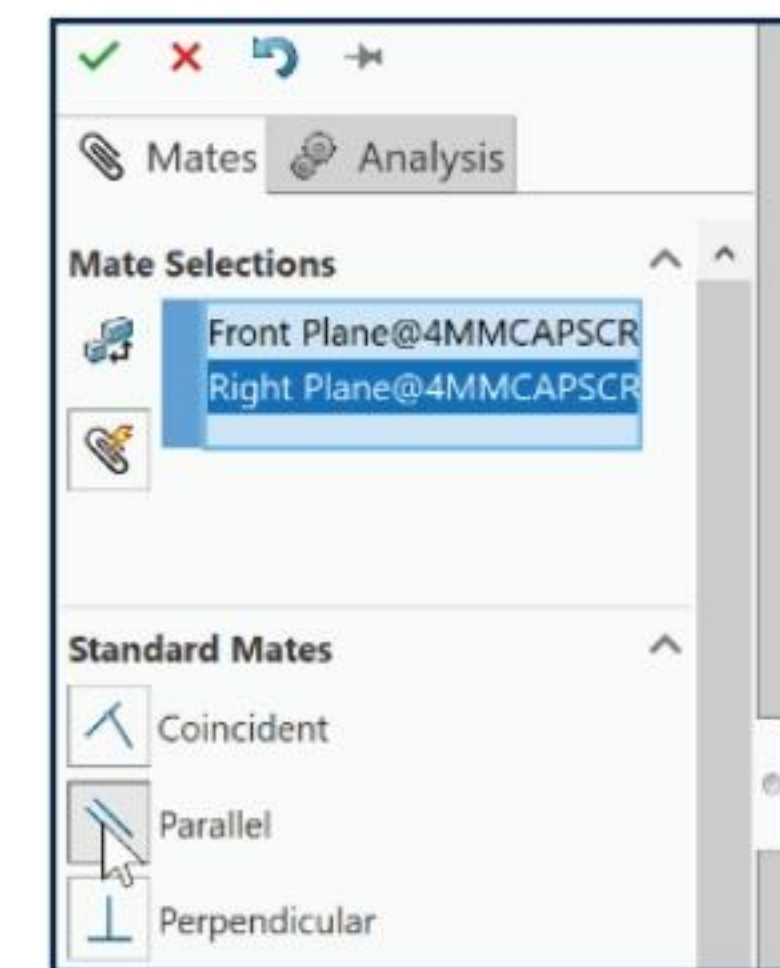 Mates Analysis
Mate Selections
Front Plane@4MMCAPSCR
Right Plane@4MMCAPSCR
Standard Mates
Coincident
Parallel
Perpendicular